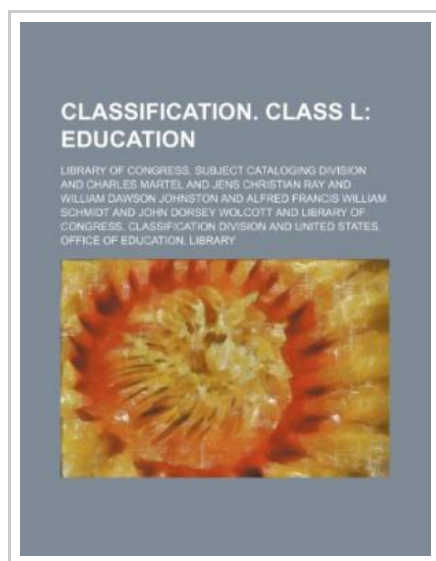 CLASSIFICATION. CLASS L:
EDUCATION
LIBRARY OF CONGRESS. SUBJECT CATALOGING DIVISION
AND CHARLES MARTEL AND JENS CHRISTIAN RAY AND
WILLIAM DAWSON JOHNSTON AND ALFRED FRANCIS WILLIAM
SCHMIDT AND JOHN DORSEY WOLCOTT AND LIBRARY OF
CONGRESS. CLASSIFICATION DIVISION AND UNITED STATES.
OFFICE OF EDUCATION. LIBRARY